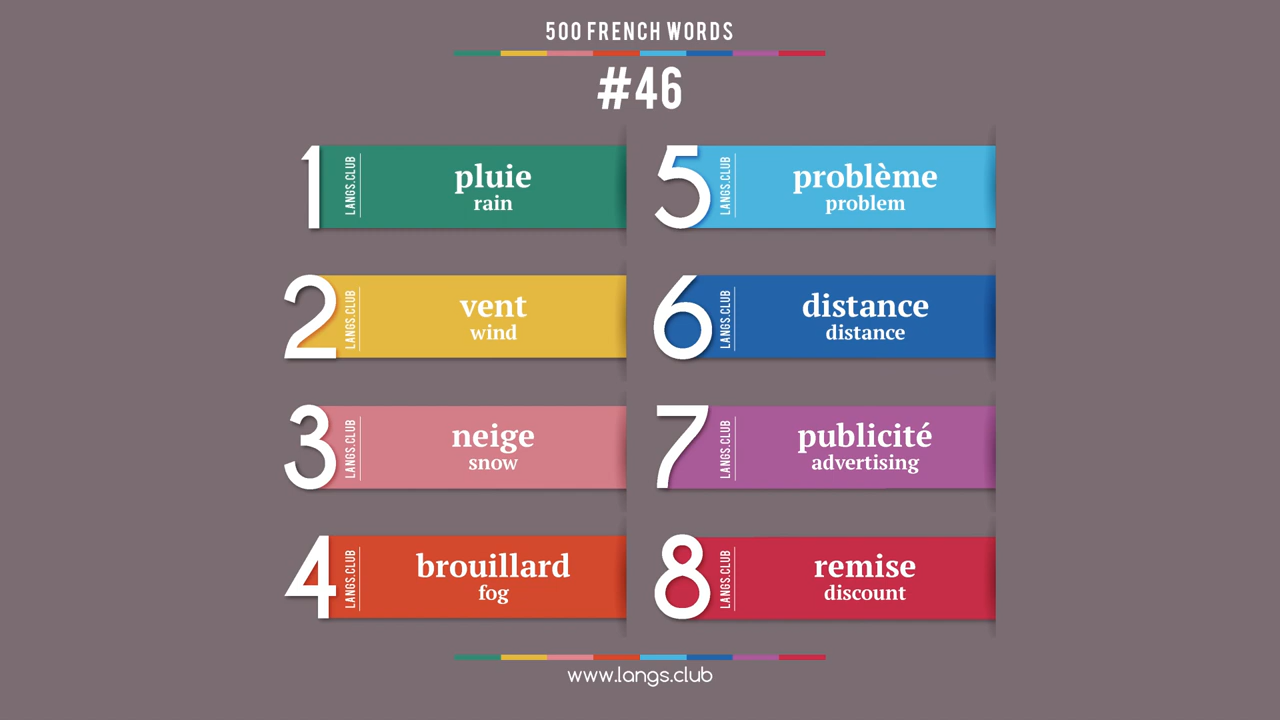 500 FRENCH WORDS
#46
1
LANGS.CLUB
pluie
rain
2
LANGS.CLUB
vent
wind
3
LANGS.CLUB
neige
snow
4
LANGS.CLUB
brouillard
fog
5
LANGS.CLUB
problème
problem
6
LANGS.CLUB
distance
distance
7
LANGS.CLUB
publicité
advertising
8
LANGS.CLUB
remise
discount
www.langs.club